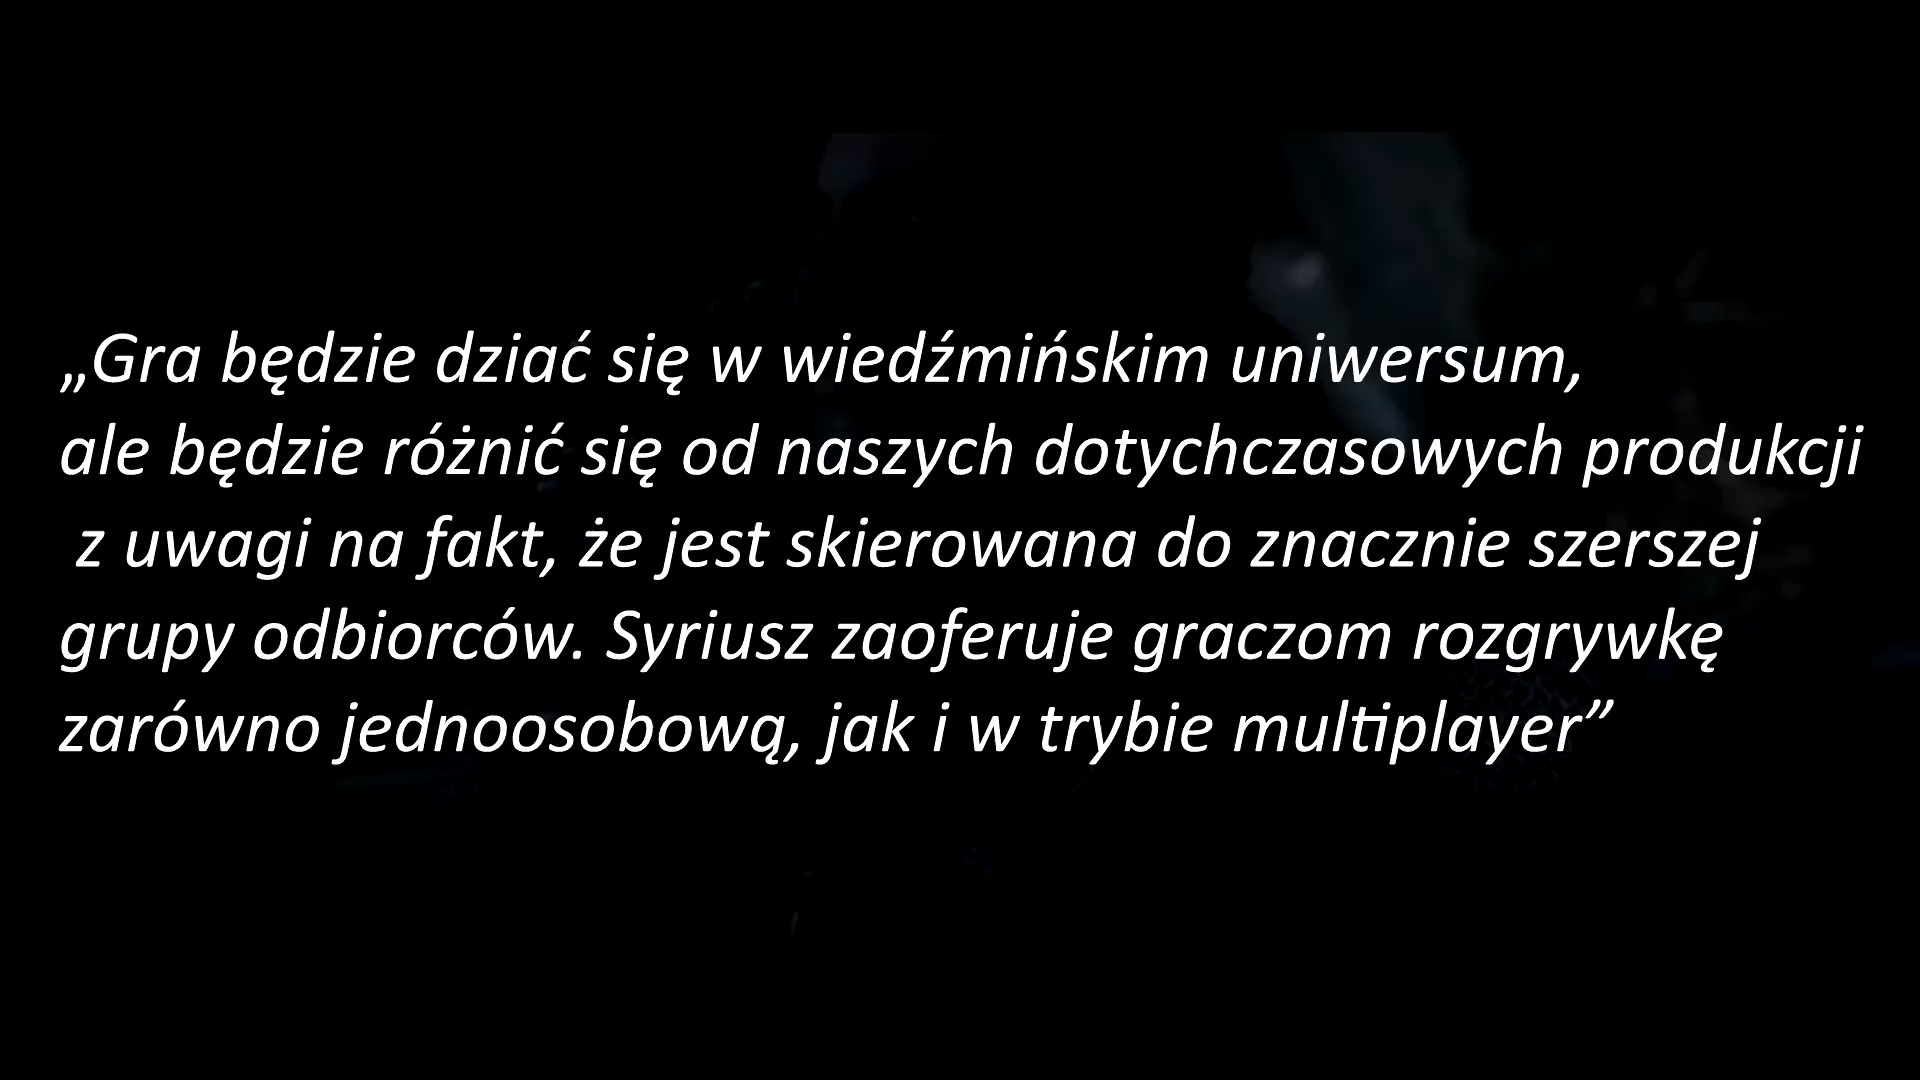 „Gra będzie dziać się w wiedźmińskim uniwersum,
ale będzie różnić się od naszych dotychczasowych produkcji
z uwagi na fakt, że jest skierowana do znacznie szerszej
grupy odbiorców. Syriusz zaoferuje graczom rozgrywkę
zarówno jednoosobową, jak i w trybie multiplayer”